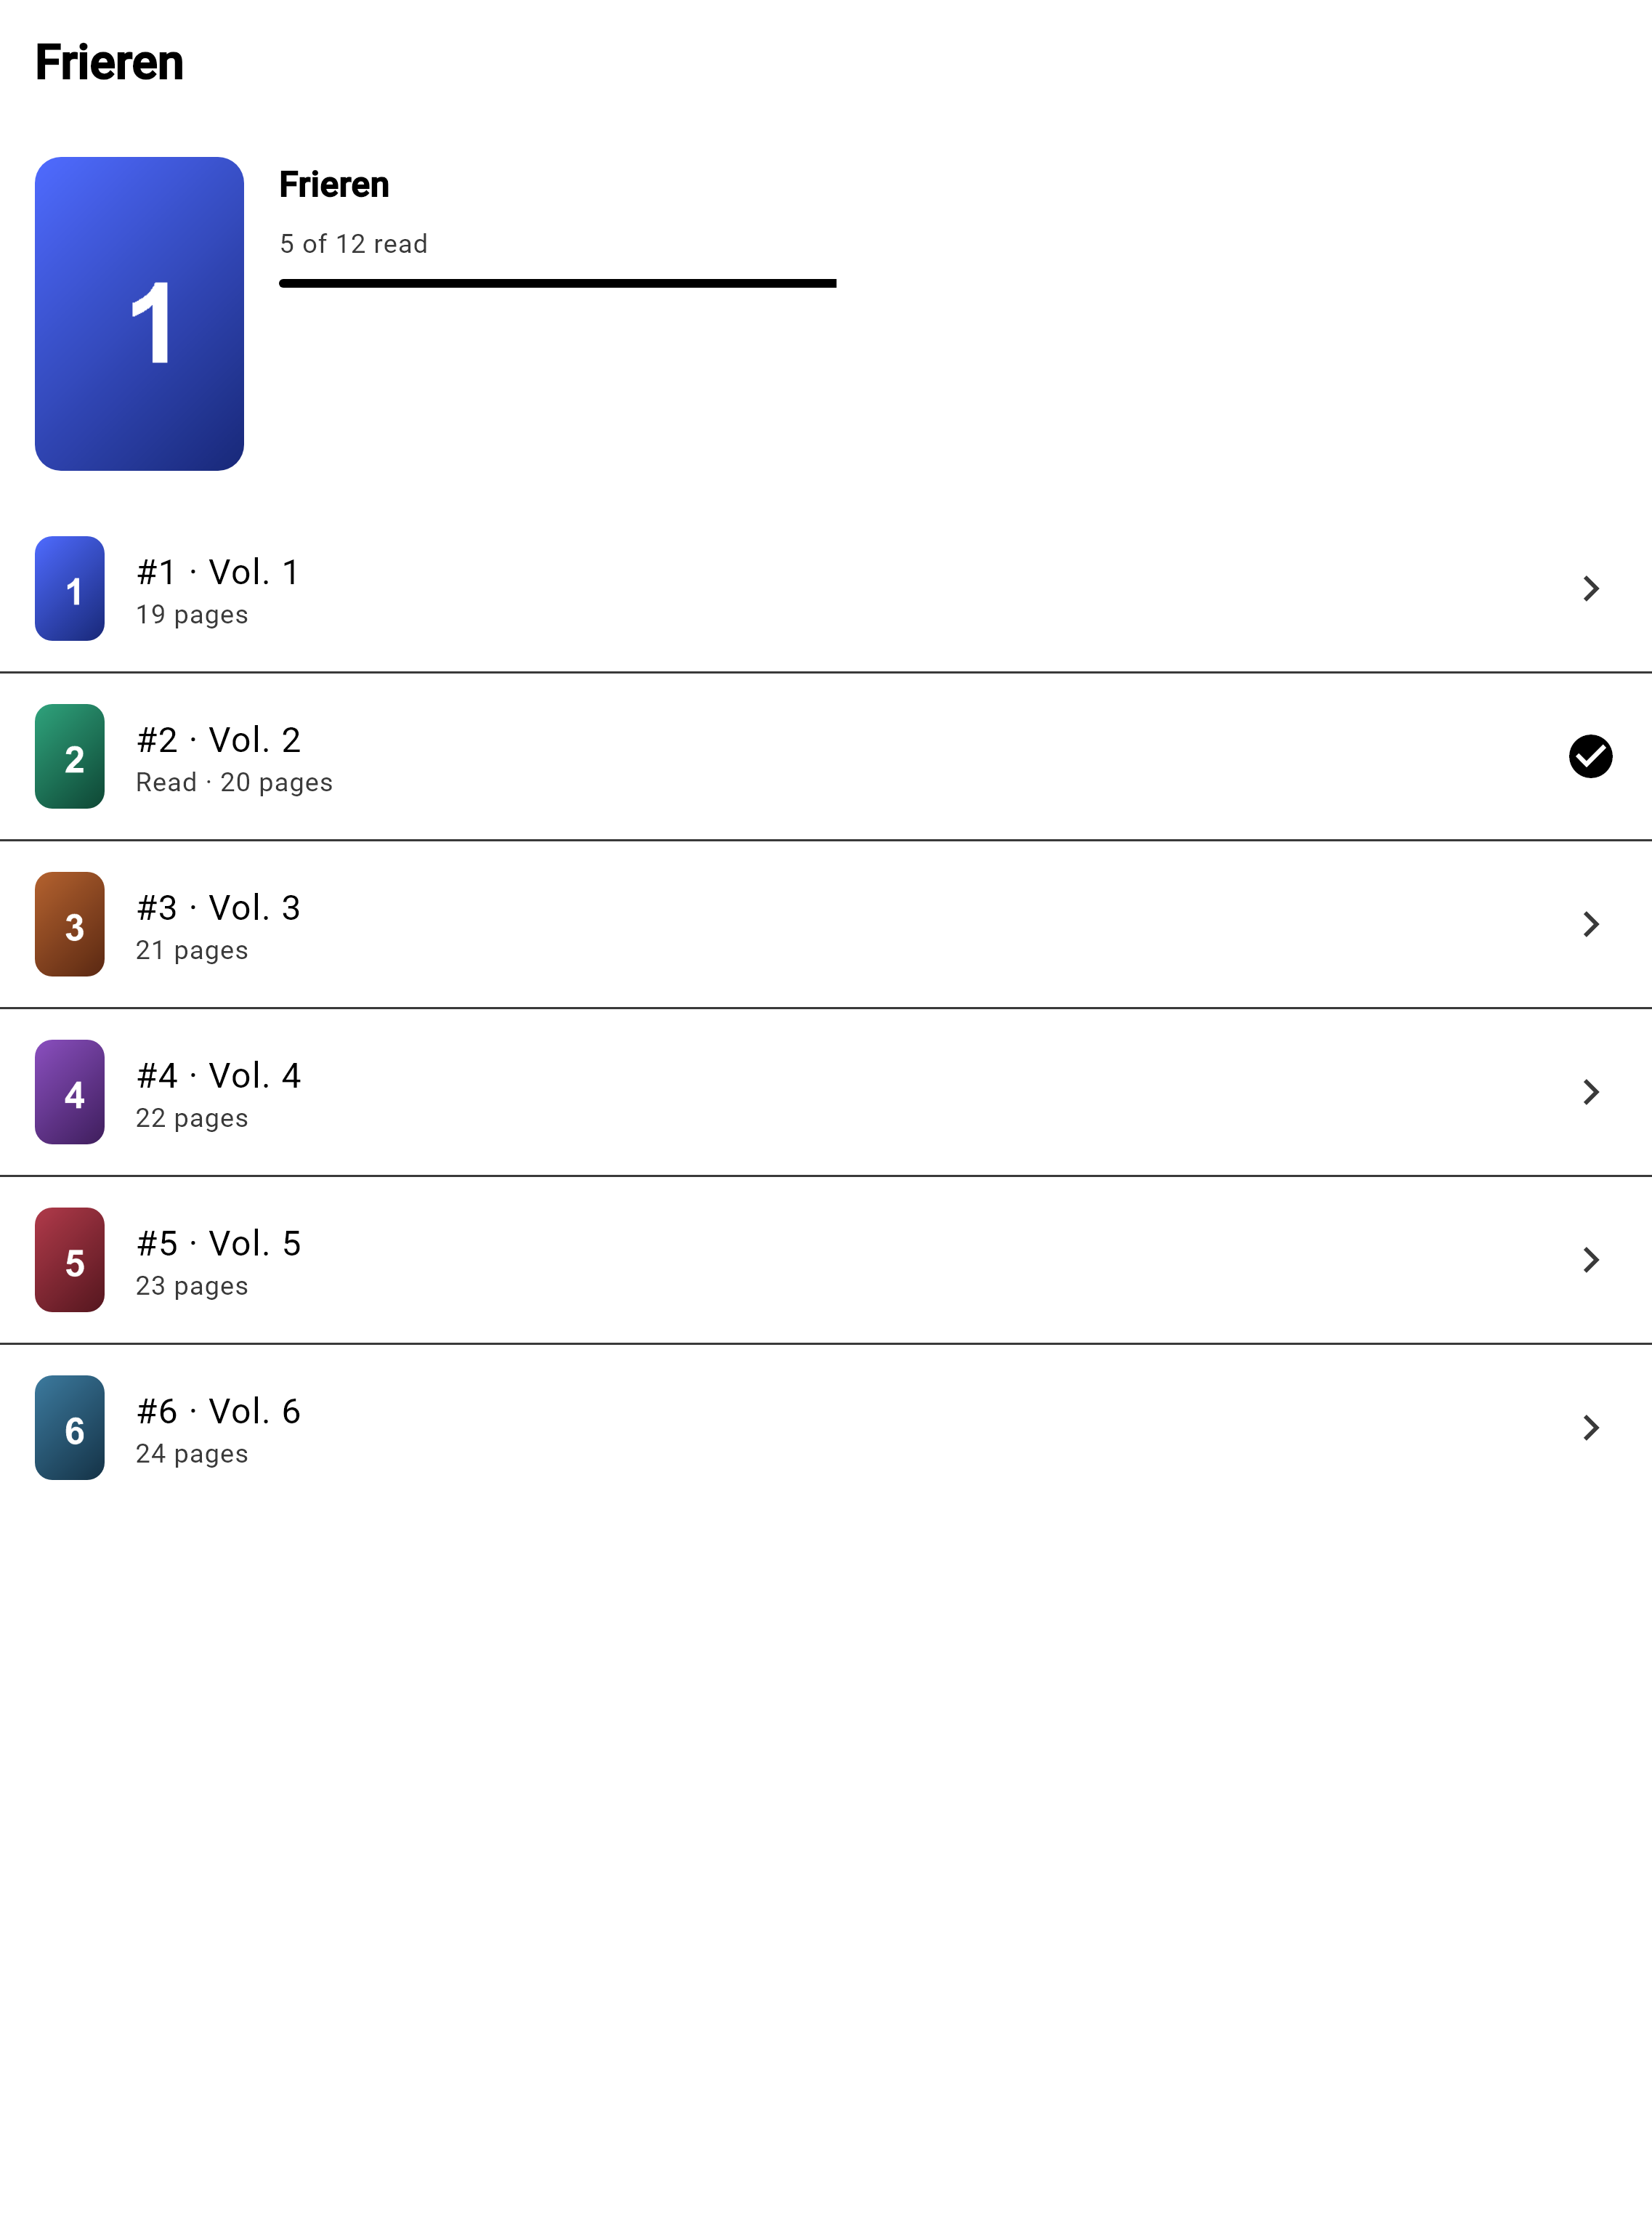 Frieren
1
Frieren
5 of 12 read
1
#1 · Vol. 1
19 pages
2
#2 · Vol. 2
Read · 20 pages
3
#3 · Vol. 3
21 pages
4
#4 · Vol. 4
22 pages
5
#5 · Vol. 5
23 pages
6
#6 · Vol. 6
24 pages